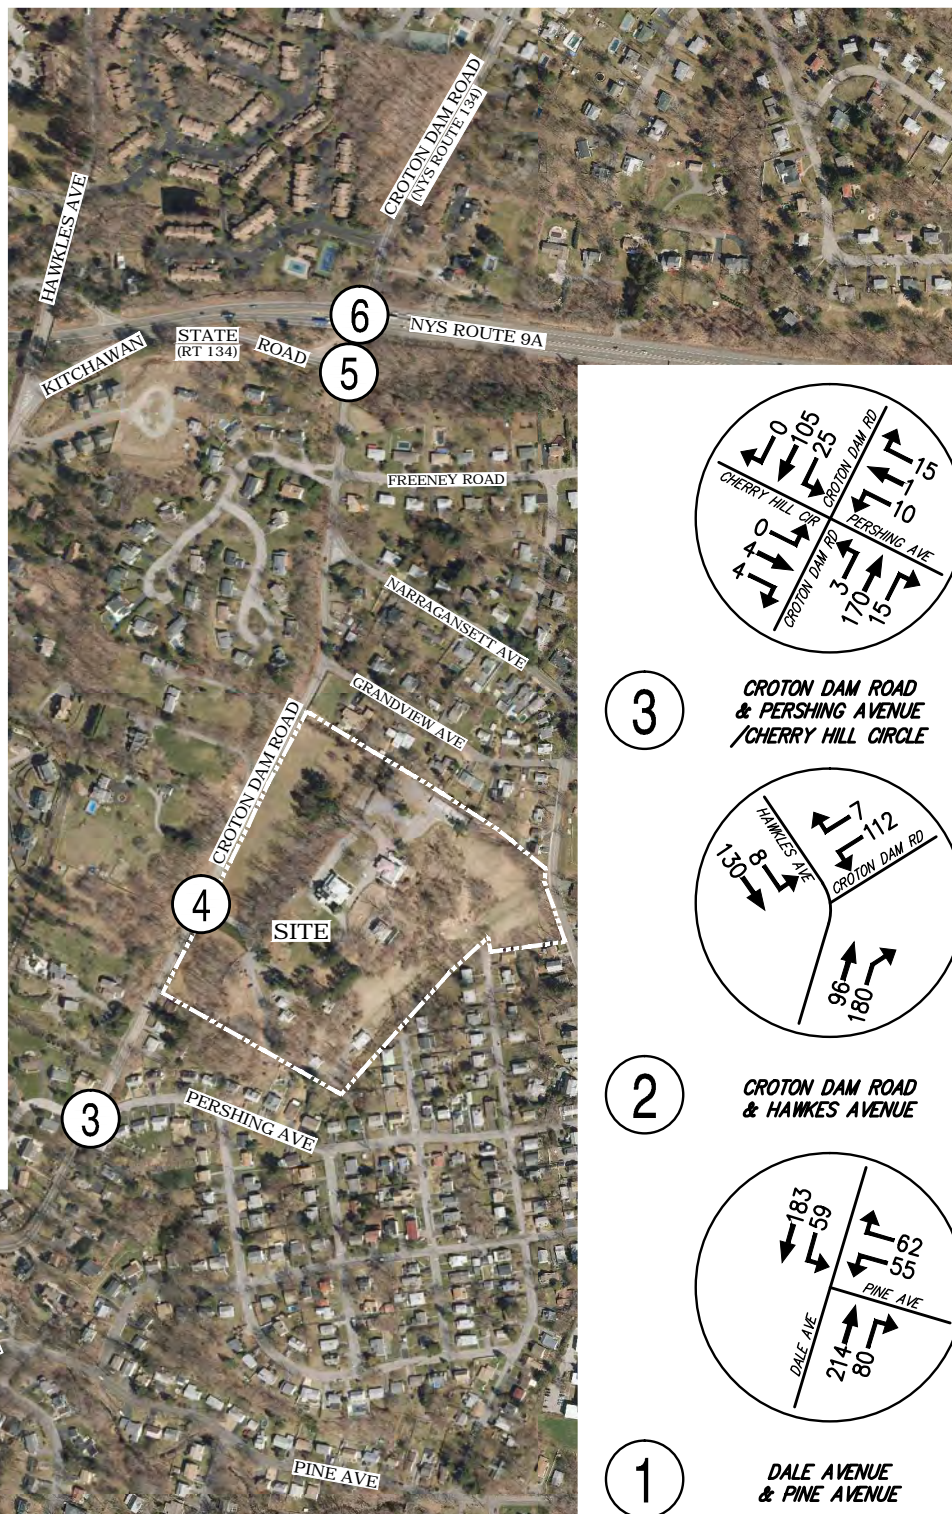 CROTON DAM ROAD
(NYS ROUTE 134)
HAWKLES AVE
6
NYS ROUTE 9A
STATE
(RT 134)
KITCHAWAN
ROAD
5
FREENEY ROAD
NARRAGANSETT AVE
GRANDVIEW AVE
CROTON DAM ROAD
4
SITE
3
PERSHING AVE
PINE AVE
0
105
25
CROTON DAM RD
15
1
10
CHERRY HILL CIR
PERSHING AVE
0
4
4
CROTON DAM RD
3
170
15
3
CROTON DAM ROAD
& PERSHING AVENUE
/CHERRY HILL CIRCLE
HAWKLES AVE
7
112
CROTON DAM RD
130
8
96
180
2
CROTON DAM ROAD
& HAWKES AVENUE
183
59
62
55
PINE AVE
DALE AVE
214
80
1
DALE AVENUE
& PINE AVENUE